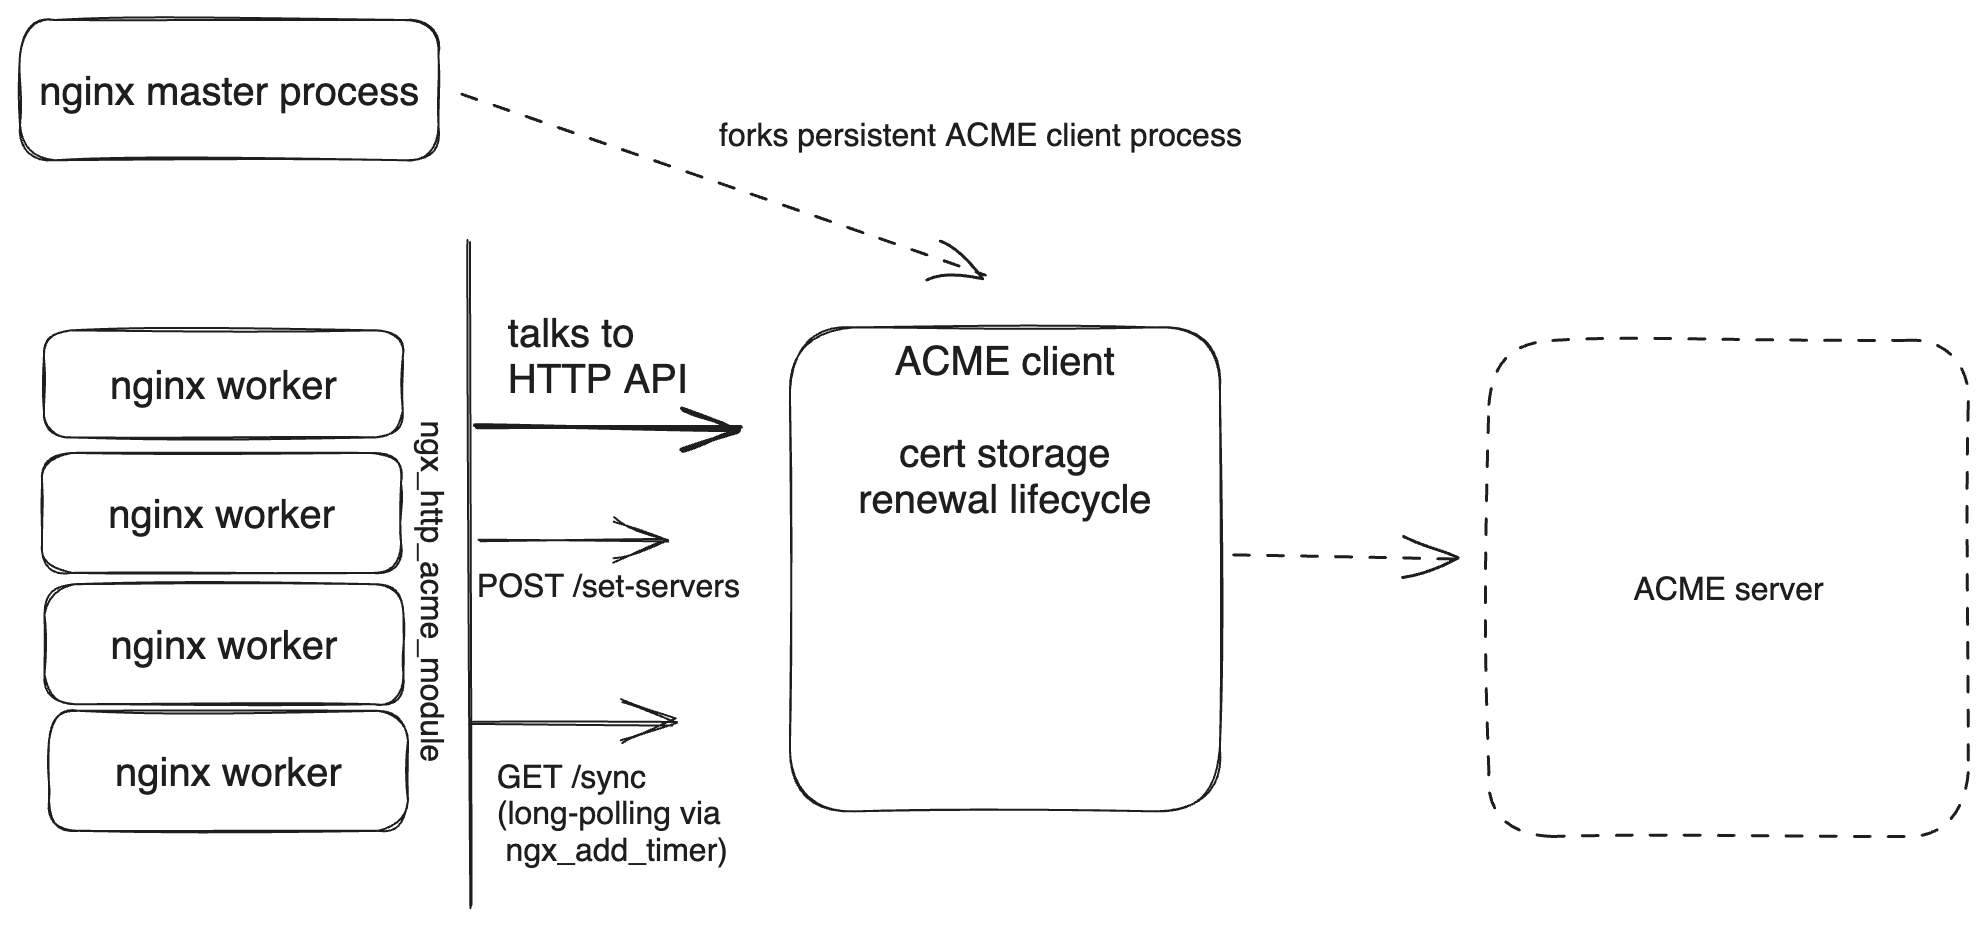 nginx master process
forks persistent ACME client process
talks to
HTTP API
nginx worker
nginx worker
nginx worker
nginx worker
ngx_http_acme_module
POST /set-servers
GET /sync
(long-polling via
ngx_add_timer)
ACME client
cert storage
renewal lifecycle
ACME server